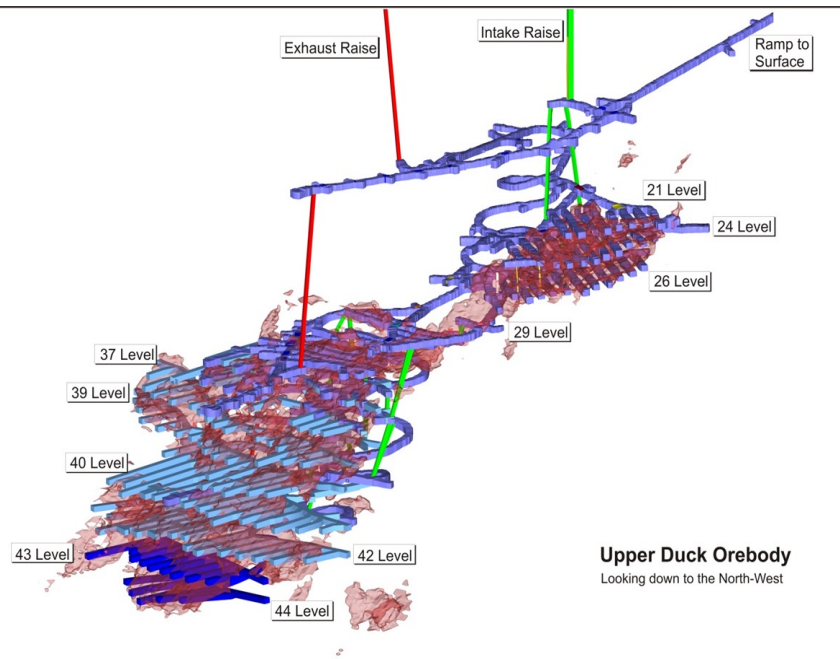 Intake Raise
Exhaust Raise
Ramp to
Surface
21 Level
24 Level
26 Level
29 Level
37 Level
39 Level
40 Level
43 Level
42 Level
44 Level
Upper Duck Orebody
Looking down to the North-West